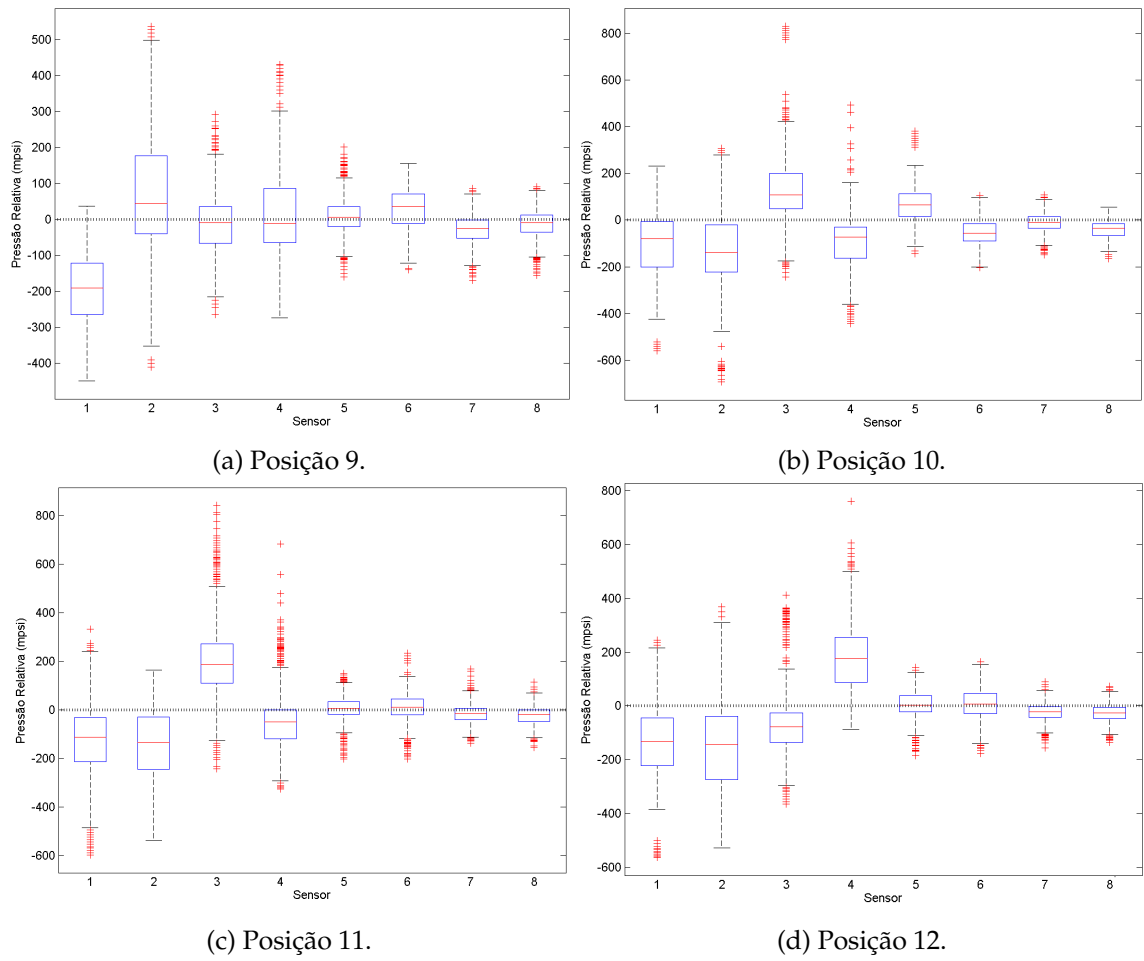 500
400
300
200
100
0
-100
-200
-300
-400
Pressão Relativa (mpsi)
1 2 3 4 5 6 7 8
Sensor
(a) Posição 9.
800
600
400
200
0
-200
-400
-600
Pressão Relativa (mpsi)
1 2 3 4 5 6 7 8
Sensor
(b) Posição 10.
800
600
400
200
0
-200
-400
-600
Pressão Relativa (mpsi)
1 2 3 4 5 6 7 8
Sensor
(c) Posição 11.
800
600
400
200
0
-200
-400
-600
Pressão Relativa (mpsi)
1 2 3 4 5 6 7 8
Sensor
(d) Posição 12.